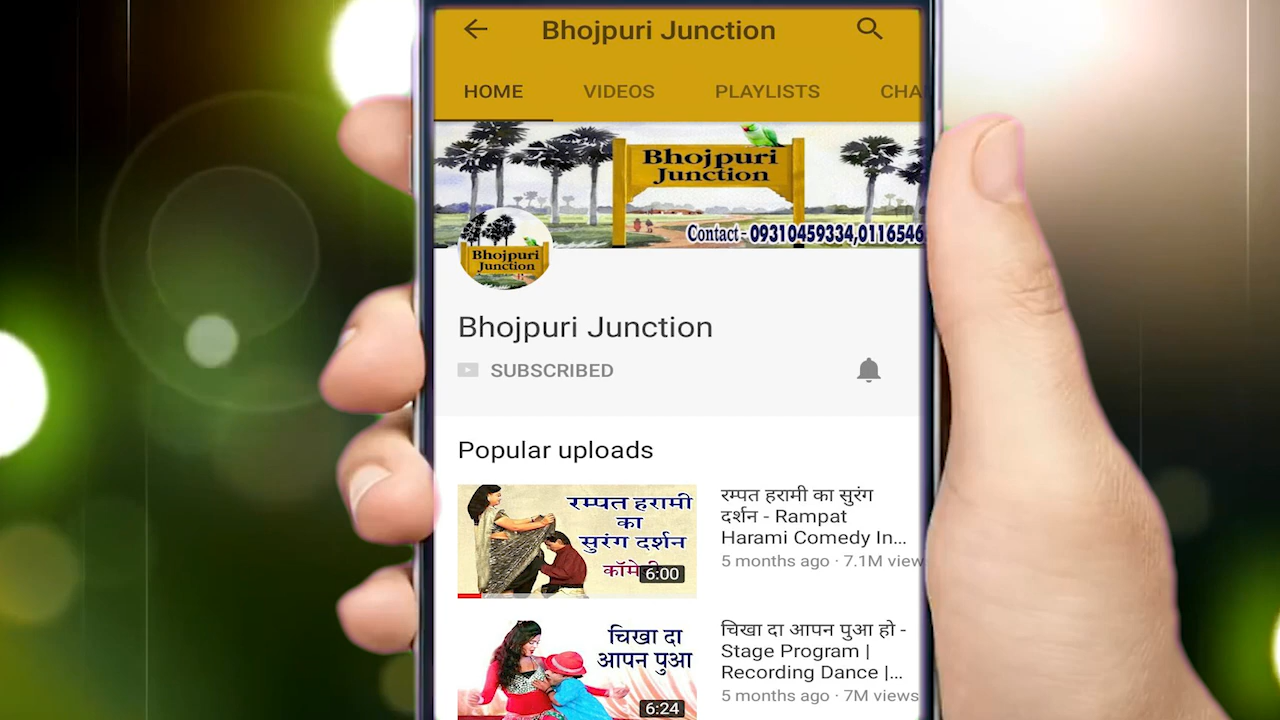 Bhojpuri Junction
HOME VIDEOS PLAYLISTS CHA
Bhojpuri
Junction
Contact - 09310459334,0116546
Bhojpuri
Junction
Bhojpuri Junction
SUBSCRIBED
Popular uploads
रम्पत हरामी
का
सुरंग दर्शन
6:00
रम्पत हरामी का सुरंग
दर्शन - Rampat
Harami Comedy In...
5 months ago · 7.1M view
चिखा दा
आपन पुआ
6:24
चिखा दा आपन पुआ हो -
Stage Program |
Recording Dance |...
5 months ago · 7M views